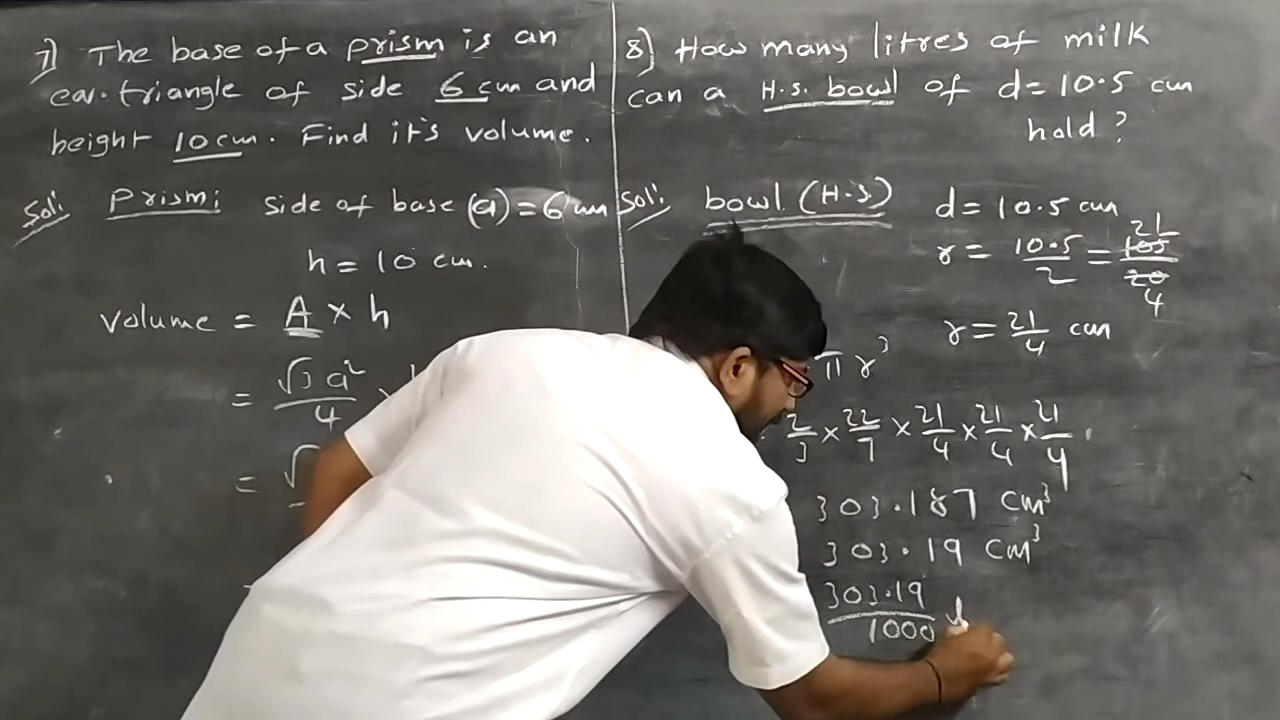 7) The base of a prism is an
eq. triangle of side 6 cm and
height 10 cm. Find it's volume.
Sol: Prism: Side of base (a) = 6 cm
h = 10 cm.
Volume = A × h
= √3 a² / 4 ×
= √
8) How many litres of milk
can a H.S. bowl of d = 10.5 cm
hold?
Sol: bowl (H.S.) d = 10.5 cm
r = 10.5/2 = 105/20 21/4
r = 21/4 cm
π r³
2/3 × 22/7 × 21/4 × 21/4 × 21/4
303.187 cm³
303.19 cm³
303.19/1000